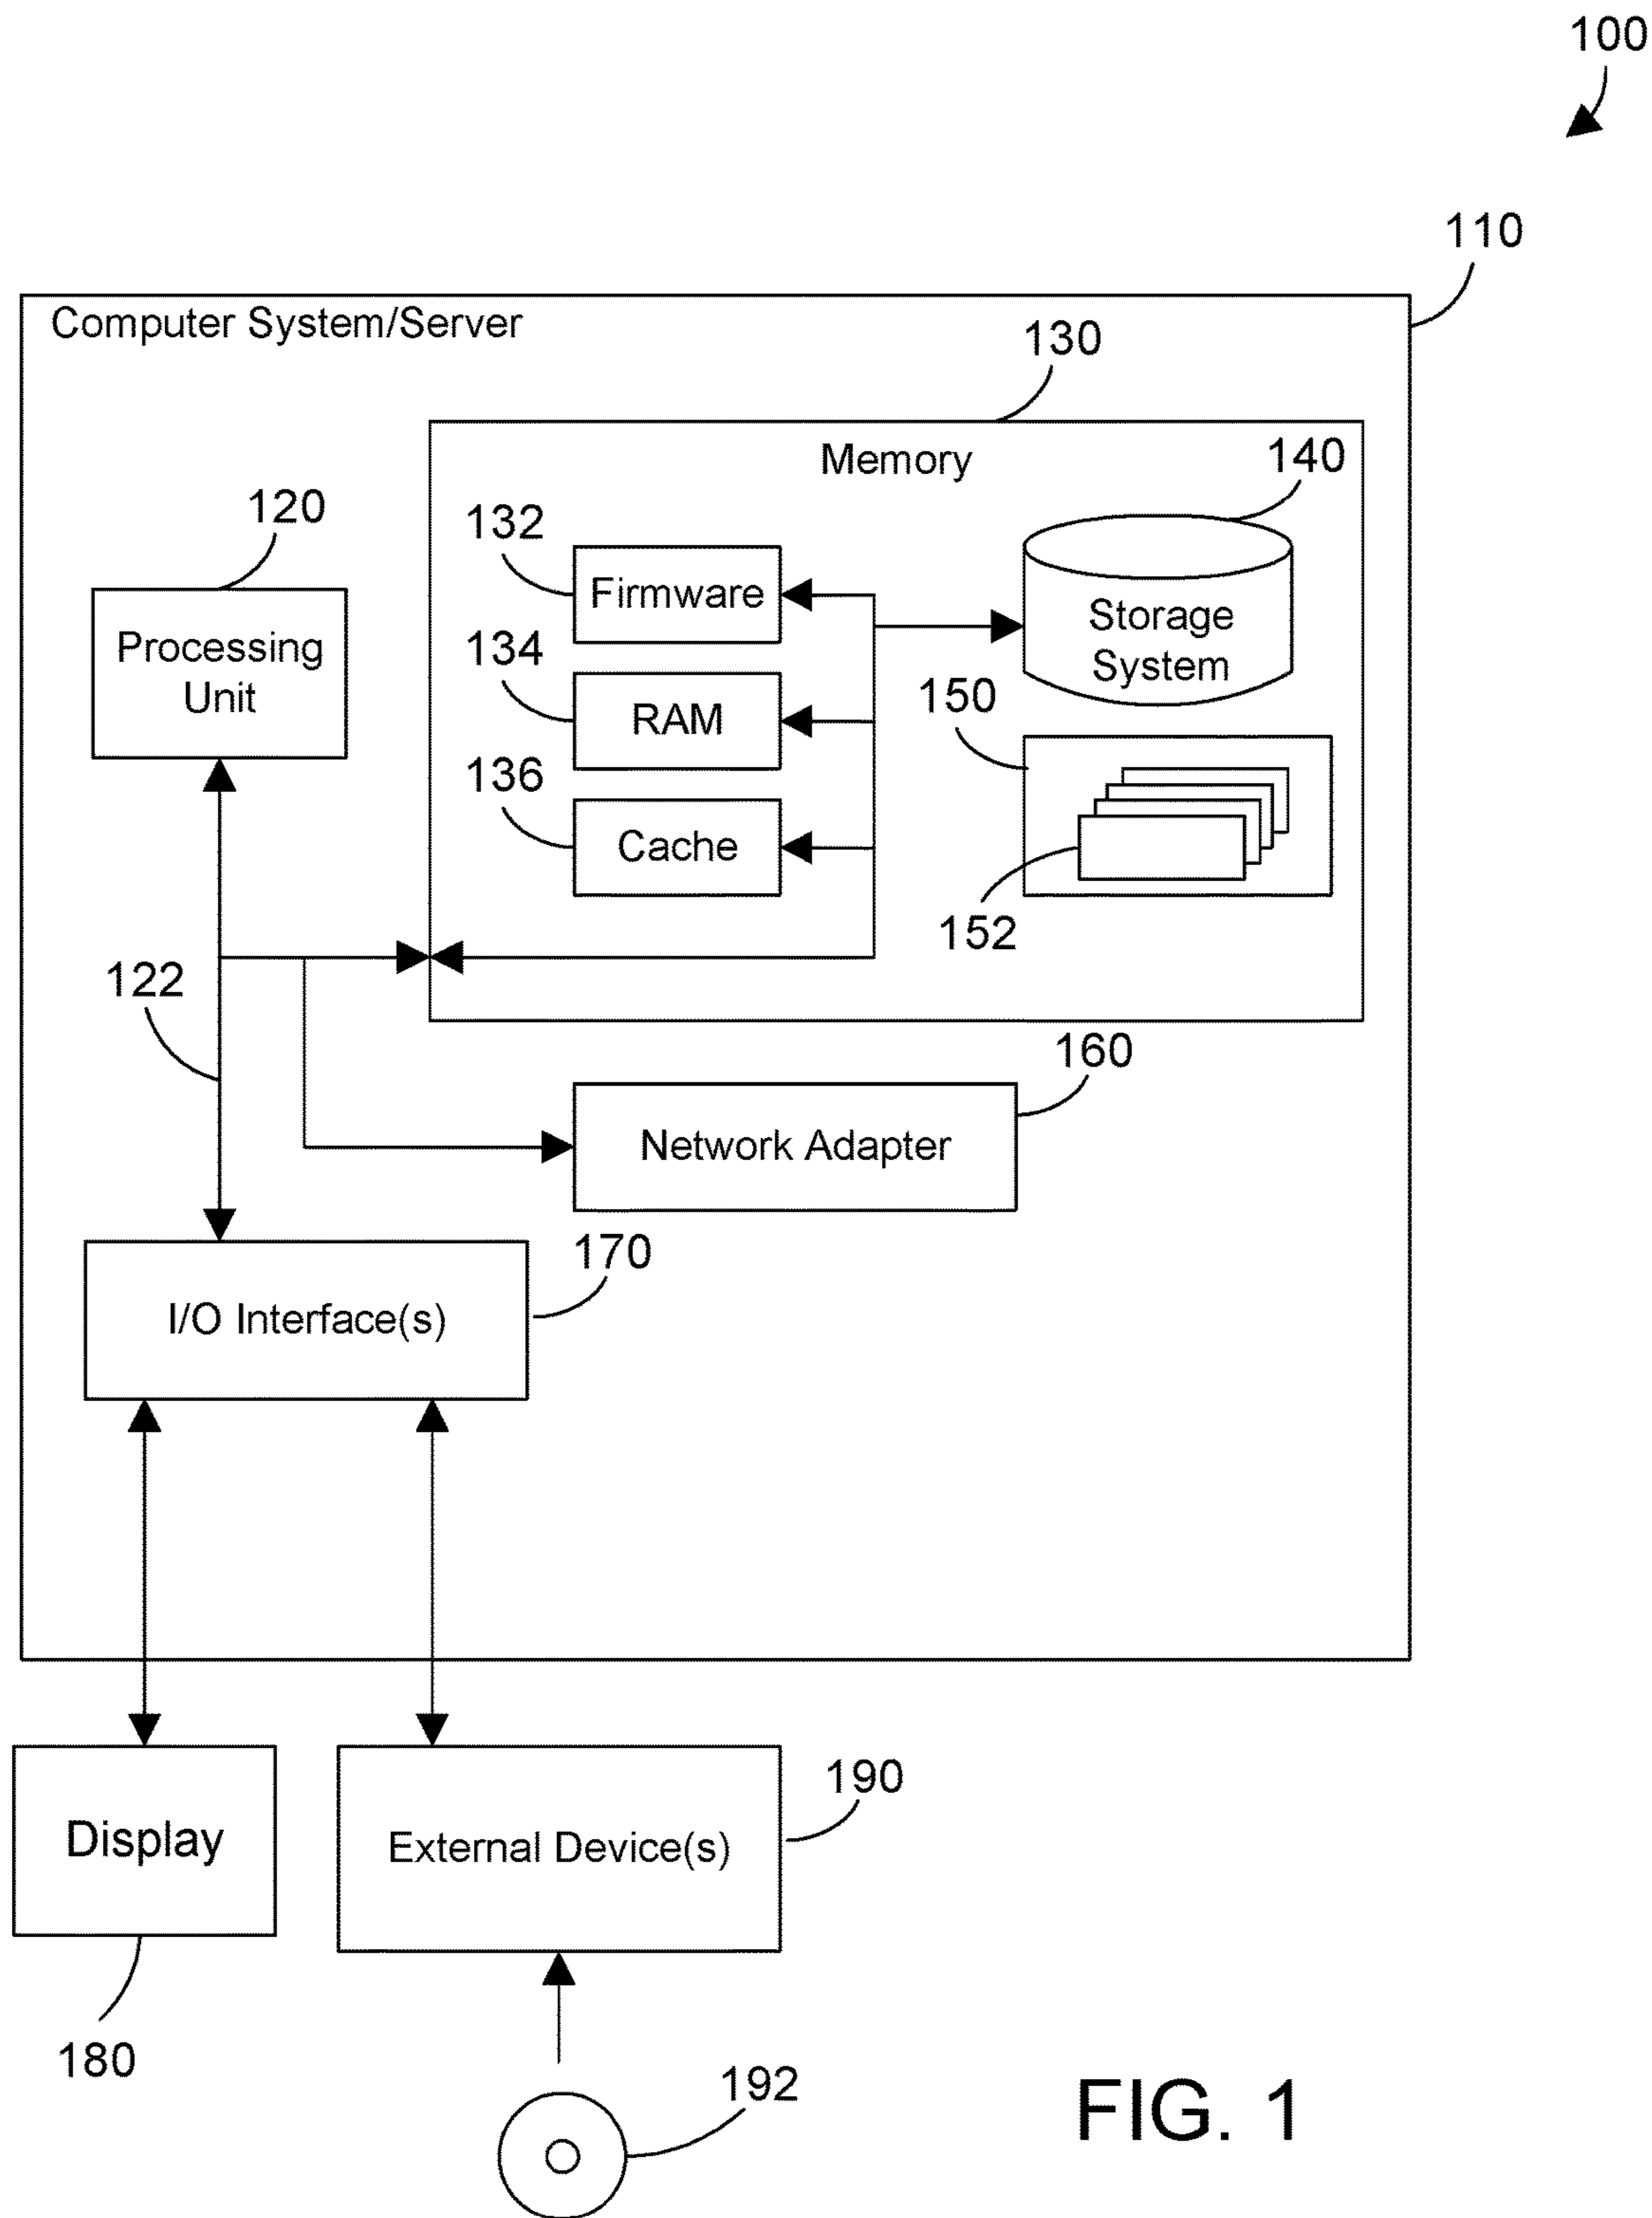 100
110
Computer System/Server
130
Memory
140
120
132
Firmware
Processing
Unit
Storage
System
134
RAM
150
136
Cache
152
122
160
Network Adapter
170
I/O Interface(s)
190
Display
External Device(s)
180
192
FIG. 1